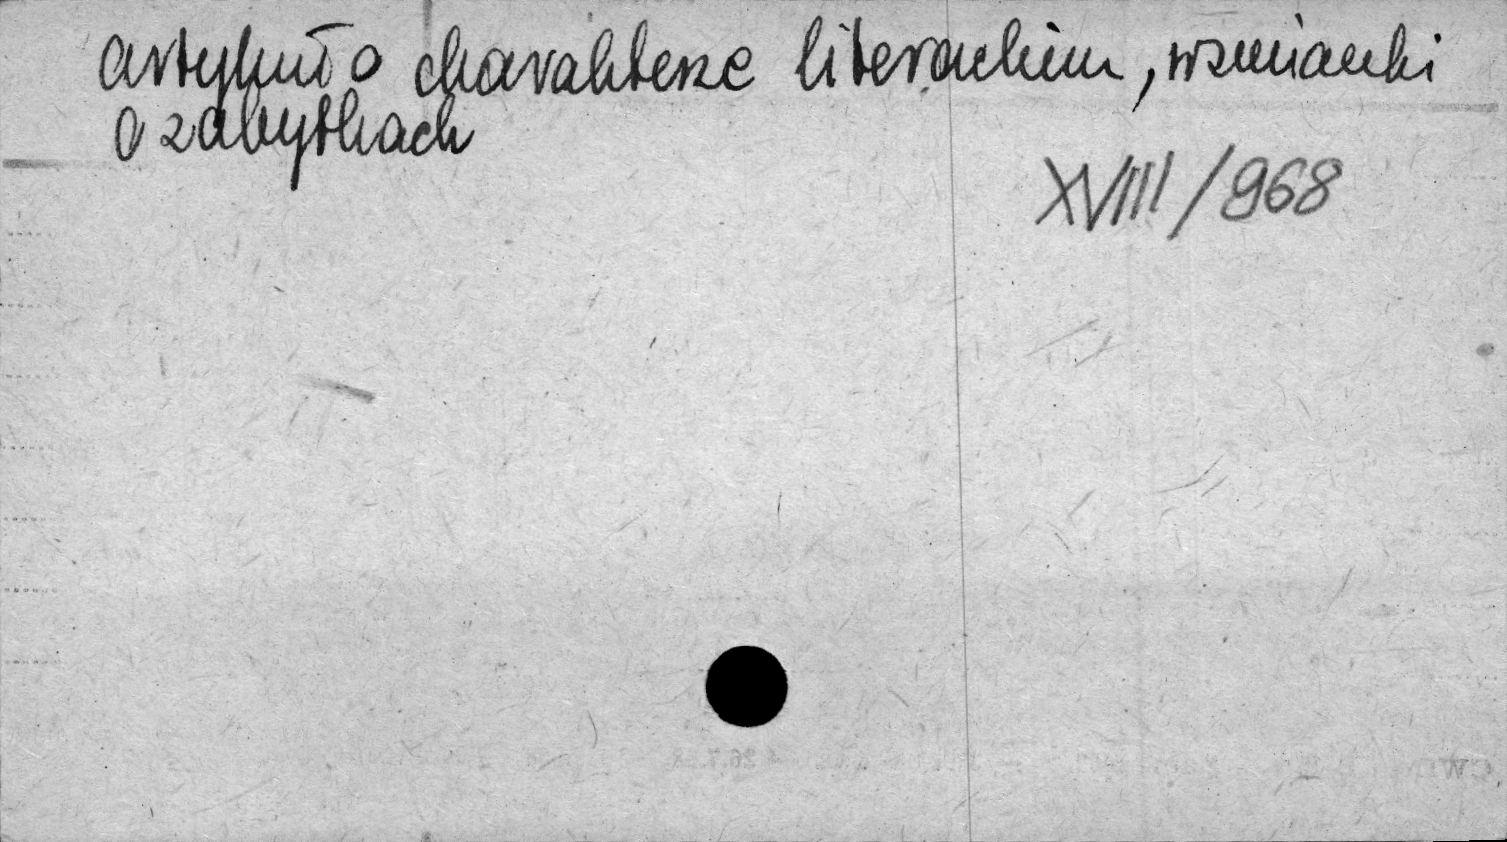 artykuł o charakterze literackim, wzmianki
o zabytkach
XVIII/968